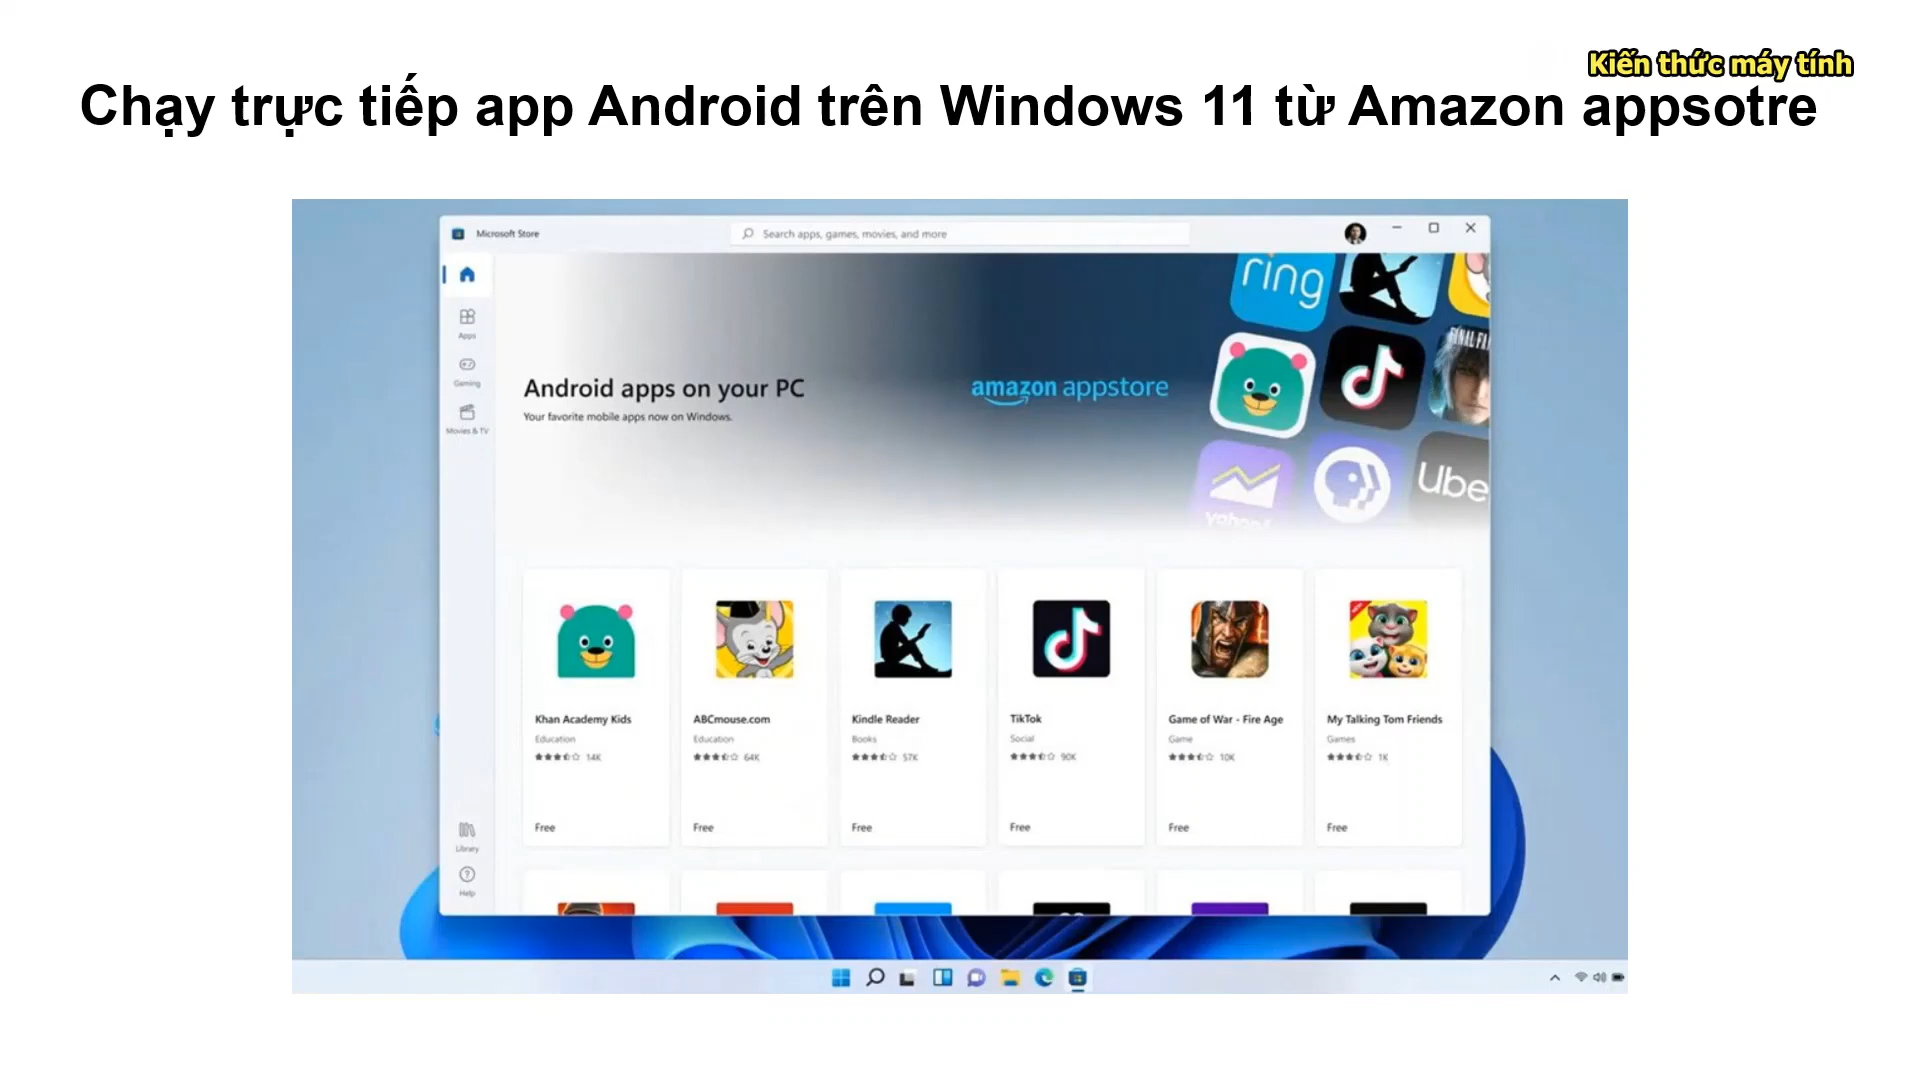 Kiến thức máy tính
Chạy trực tiếp app Android trên Windows 11 từ Amazon appsotre
Microsoft Store
Search apps, games, movies, and more
ring
Apps
Gaming
Movies & TV
Android apps on your PC
Your favorite mobile apps now on Windows.
amazon appstore
FINAL FA
Ube
yahoo!
Khan Academy Kids
Education
14K
Free
ABCmouse.com
Education
64K
Free
Kindle Reader
Books
57K
Free
TikTok
Social
90K
Free
Game of War - Fire Age
Game
10K
Free
My Talking Tom Friends
Games
1K
Free
Library
Help